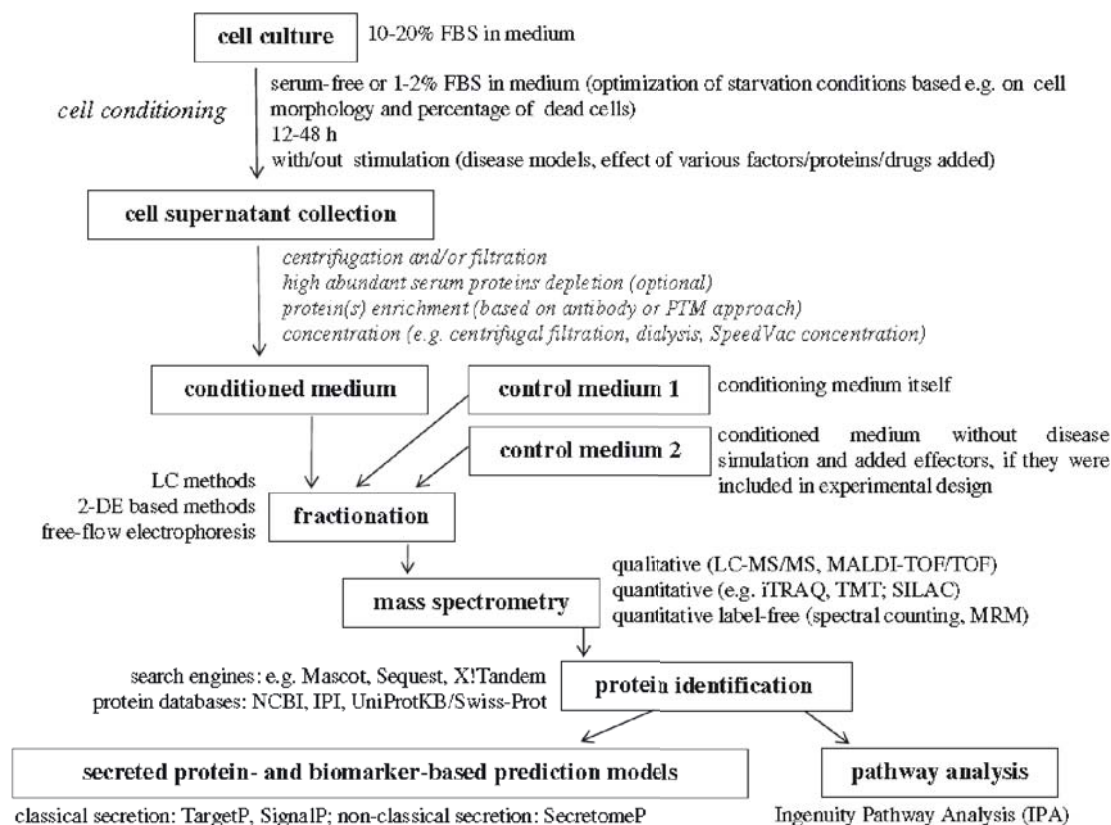 cell culture
10-20% FBS in medium
cell conditioning
serum-free or 1-2% FBS in medium (optimization of starvation conditions based e.g. on cell
morphology and percentage of dead cells)
12-48 h
with/out stimulation (disease models, effect of various factors/proteins/drugs added)
cell supernatant collection
centrifugation and/or filtration
high abundant serum proteins depletion (optional)
protein(s) enrichment (based on antibody or PTM approach)
concentration (e.g. centrifugal filtration, dialysis, SpeedVac concentration)
conditioned medium
control medium 1
conditioning medium itself
control medium 2
conditioned medium without disease
simulation and added effectors, if they were
included in experimental design
LC methods
2-DE based methods
free-flow electrophoresis
fractionation
mass spectrometry
qualitative (LC-MS/MS, MALDI-TOF/TOF)
quantitative (e.g. iTRAQ, TMT; SILAC)
quantitative label-free (spectral counting, MRM)
search engines: e.g. Mascot, Sequest, X!Tandem
protein databases: NCBI, IPI, UniProtKB/Swiss-Prot
protein identification
secreted protein- and biomarker-based prediction models
classical secretion: TargetP, SignalP; non-classical secretion: SecretomeP
pathway analysis
Ingenuity Pathway Analysis (IPA)